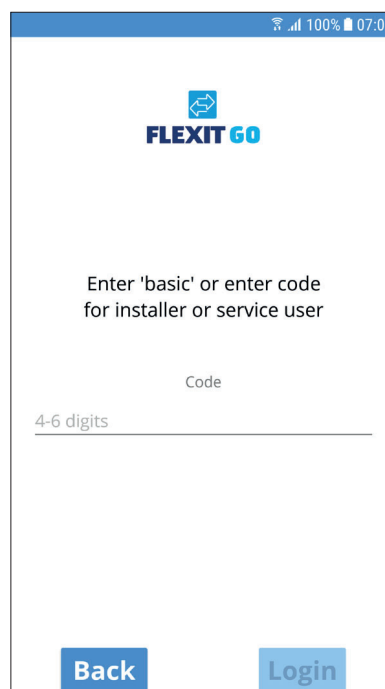 100% 07:0
FLEXIT GO
Enter 'basic' or enter code
for installer or service user
Code
4-6 digits
Back Login